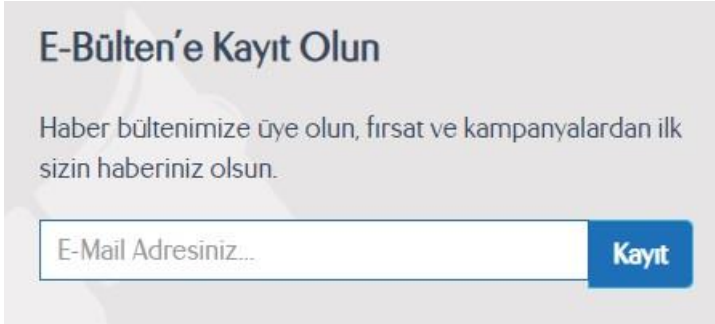 E-Bülten'e Kayıt Olun
Haber bültenimize üye olun, fırsat ve kampanyalardan ilk
sizin haberiniz olsun.
E-Mail Adresiniz...
Kayıt